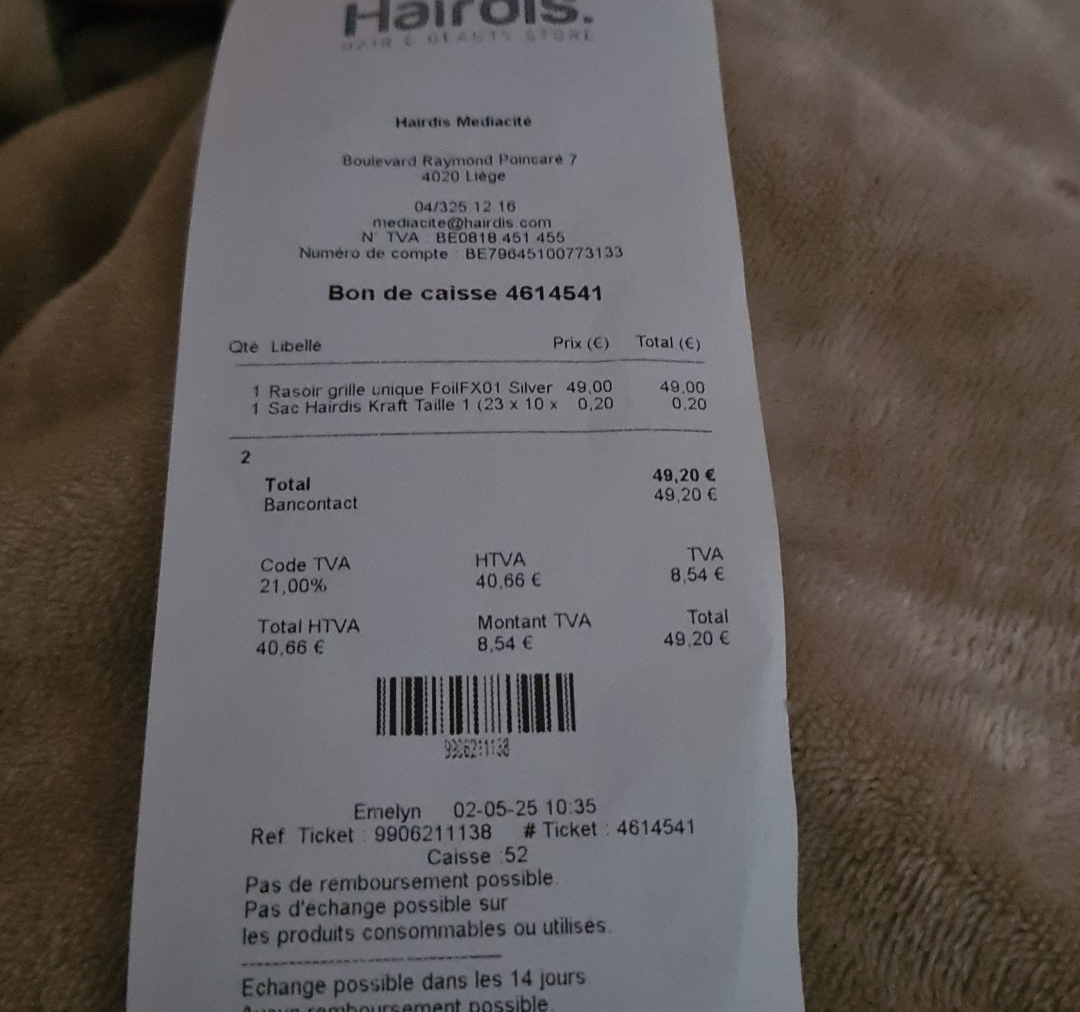 Hairdis.
HAIR & BEAUTY STORE
Hairdis Mediacité
Boulevard Raymond Poincaré 7
4020 Liège
04/325.12.16
mediacite@hairdis.com
N° TVA : BE0818.451.455
Numéro de compte : BE79645100773133
Bon de caisse 4614541
Qté Libellé Prix (€) Total (€)
1 Rasoir grille unique FoilFX01 Silver 49,00 49,00
1 Sac Hairdis Kraft Taille 1 (23 x 10 x 0,20 0,20
2
Total 49,20 €
Bancontact 49,20 €
Code TVA HTVA TVA
21,00% 40,66 € 8,54 €
Total HTVA Montant TVA Total
40,66 € 8,54 € 49,20 €
9906211138
Emelyn 02-05-25 10:35
Ref Ticket : 9906211138 # Ticket : 4614541
Caisse :52
Pas de remboursement possible.
Pas d'échange possible sur
les produits consommables ou utilisés.
Echange possible dans les 14 jours.
Aucun remboursement possible.